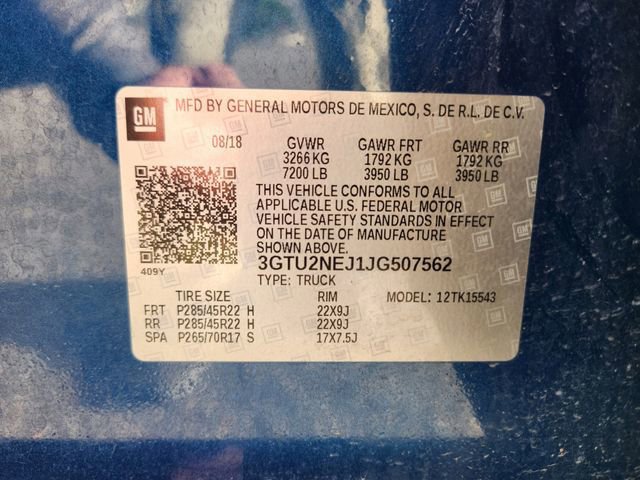 GM MFD BY GENERAL MOTORS DE MEXICO, S. DE R.L. DE C.V.
08/18 GVWR GAWR FRT GAWR RR
3266 KG 1792 KG 1792 KG
7200 LB 3950 LB 3950 LB
THIS VEHICLE CONFORMS TO ALL
APPLICABLE U.S. FEDERAL MOTOR
VEHICLE SAFETY STANDARDS IN EFFECT
ON THE DATE OF MANUFACTURE
SHOWN ABOVE.
409Y 3GTU2NEJ1JG507562
TYPE: TRUCK
TIRE SIZE RIM MODEL: 12TK15543
FRT P285/45R22 H 22X9J
RR P285/45R22 H 22X9J
SPA P265/70R17 S 17X7.5J